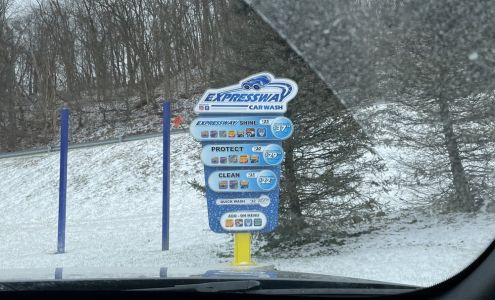 EXPRESSWAY
CAR WASH
EXPRESSWAY SHINE
$37
PROTECT
$29
CLEAN
$22
QUICK WASH
ADD-ON MENU